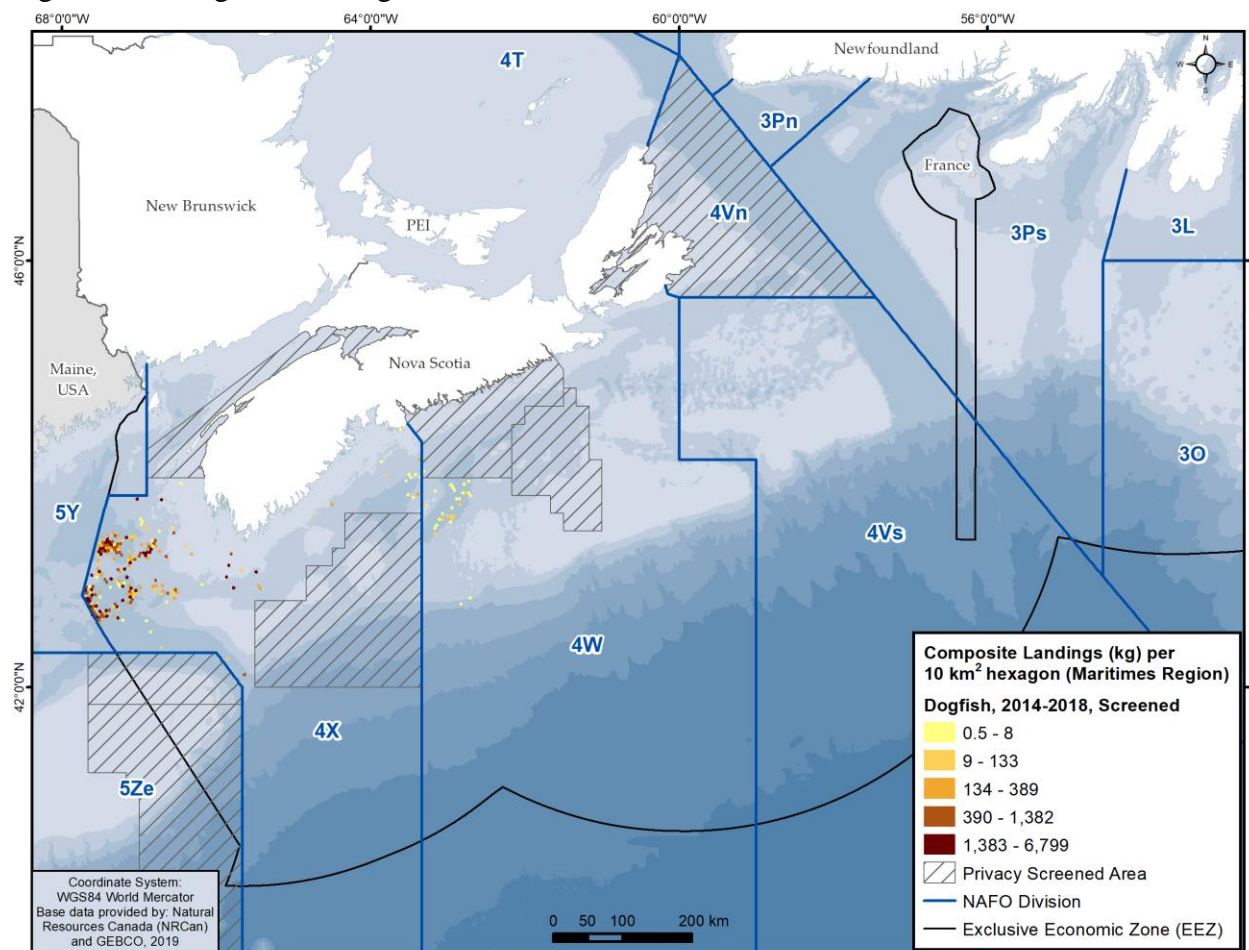 68°0'0"W
64°0'0"W
60°0'0"W
56°0'0"W
4T
Newfoundland
N
W
E
S
3Pn
France
New Brunswick
PEI
4Vn
3Ps
3L
46°0'0"N
Maine,
USA
Nova Scotia
3O
5Y
4Vs
4W
42°0'0"N
4X
5Ze
Composite Landings (kg) per
10 km² hexagon (Maritimes Region)
Dogfish, 2014-2018, Screened
0.5 - 8
9 - 133
134 - 389
390 - 1,382
1,383 - 6,799
Privacy Screened Area
NAFO Division
Exclusive Economic Zone (EEZ)
Coordinate System:
WGS84 World Mercator
Base data provided by: Natural
Resources Canada (NRCan)
and GEBCO, 2019
0 50 100 200 km